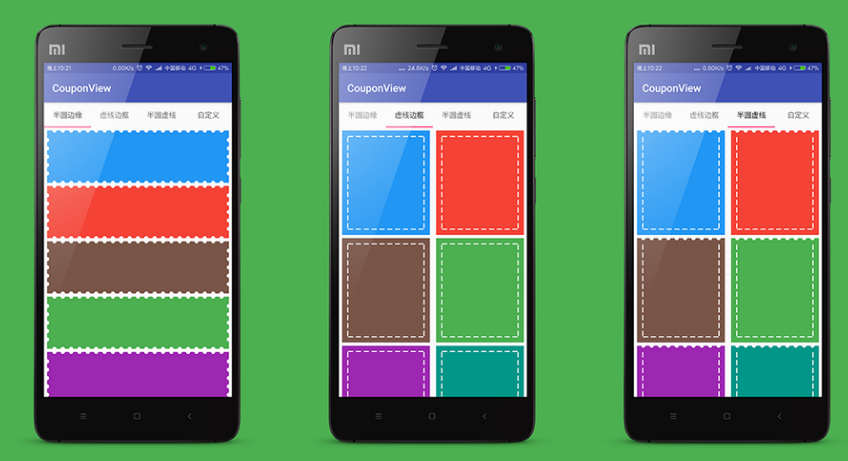 MI
晚上10:21 0.00K/s 中国移动 4G 47%
CouponView
半圆边缘 虚线边框 半圆虚线 自定义
MI
晚上10:22 ... 24.6K/s 中国移动 4G 47%
CouponView
半圆边缘 虚线边框 半圆虚线 自定义
MI
晚上10:22 ... 0.00K/s 中国移动 4G 47%
CouponView
半圆边缘 虚线边框 半圆虚线 自定义